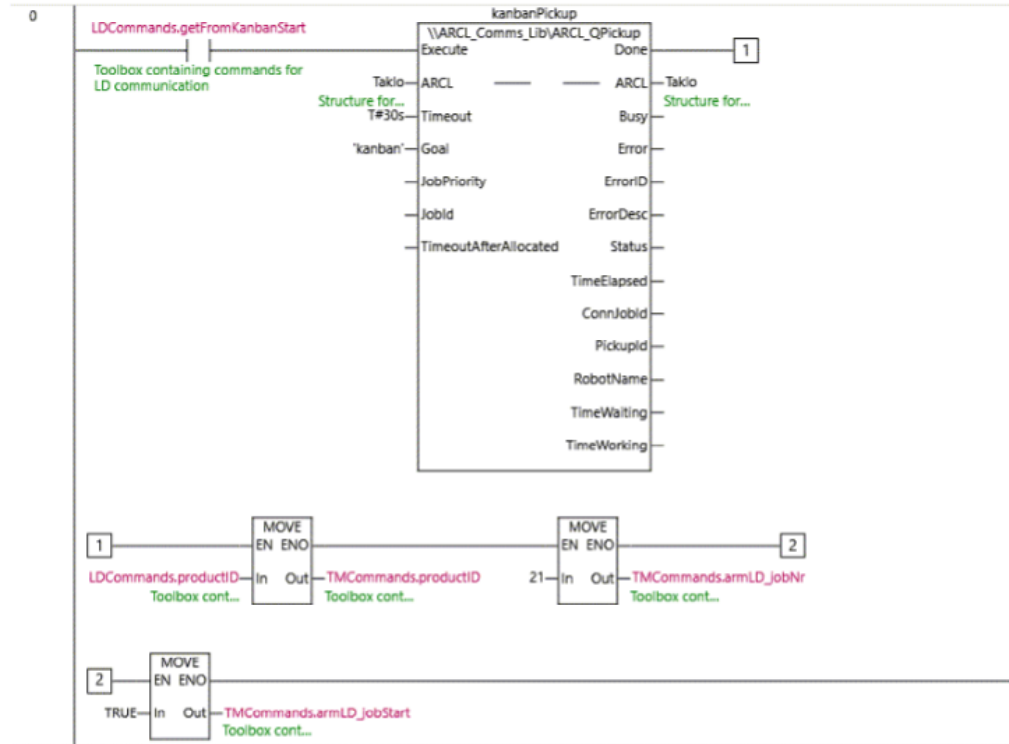 0
kanbanPickup
LDCommands.getFromKanbanStart
\\ARCL_Comms_Lib\ARCL_QPickup
Execute Done 1
Toolbox containing commands for
LD communication
Taklo ARCL ARCL Taklo
Structure for... Structure for...
T#30s Timeout Busy
'kanban' Goal Error
JobPriority ErrorID
JobId ErrorDesc
TimeoutAfterAllocated Status
TimeElapsed
ConnJobId
PickupId
RobotName
TimeWaiting
TimeWorking
MOVE MOVE
1 EN ENO EN ENO 2
LDCommands.productID In Out TMCommands.productID 21 In Out TMCommands.armLD_jobNr
Toolbox cont... Toolbox cont... Toolbox cont...
MOVE
2 EN ENO
TRUE In Out TMCommands.armLD_jobStart
Toolbox cont...